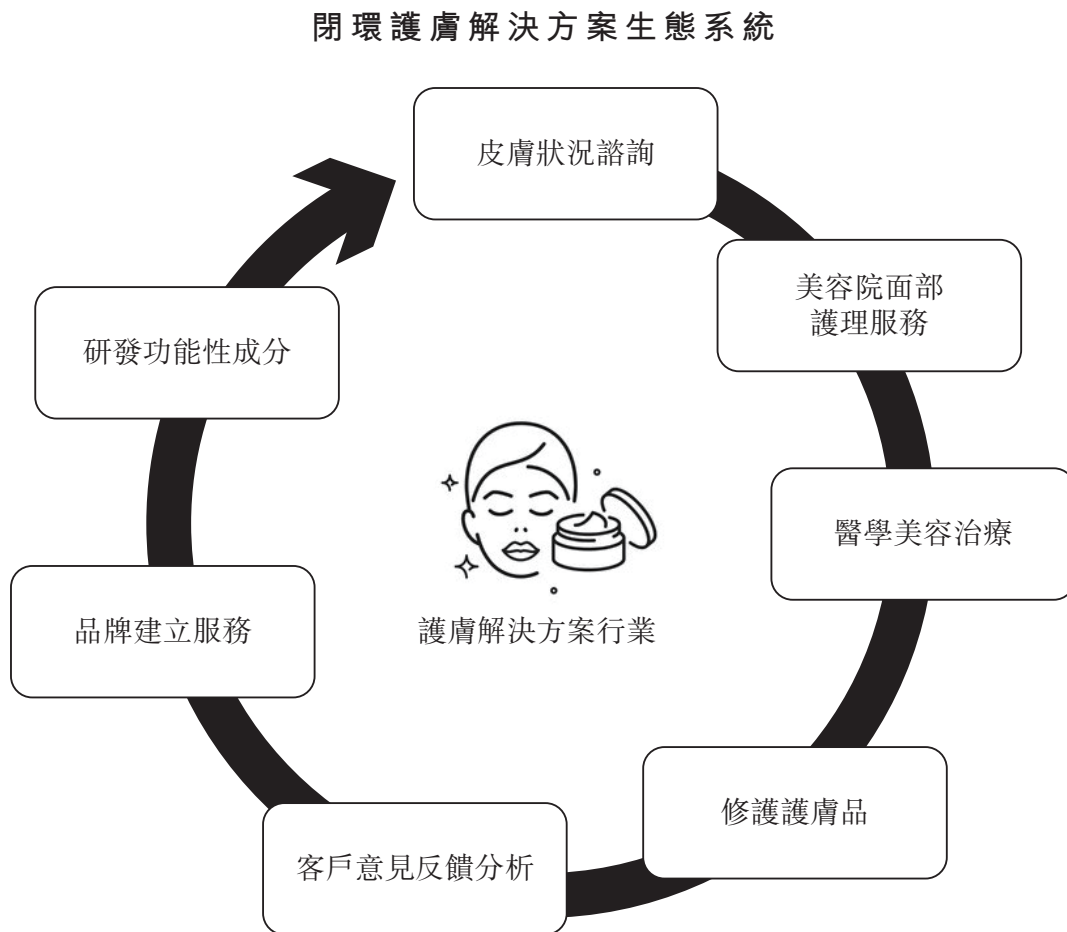 閉環護膚解決方案生態系統
皮膚狀況諮詢
美容院面部
護理服務
醫學美容治療
修護護膚品
客戶意見反饋分析
品牌建立服務
研發功能性成分
護膚解決方案行業